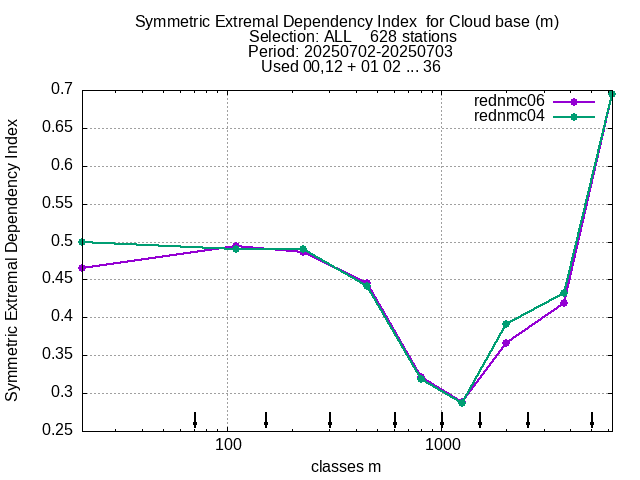 Symmetric Extremal Dependency Index  for Cloud base (m)
Selection: ALL    628 stations
Period: 20250702-20250703
Used 00,12 + 01 02 ... 36
rednmc06
rednmc04
0.7
0.65
0.6
0.55
0.5
0.45
0.4
0.35
0.3
0.25
Symmetric Extremal Dependency Index
100
1000
classes m